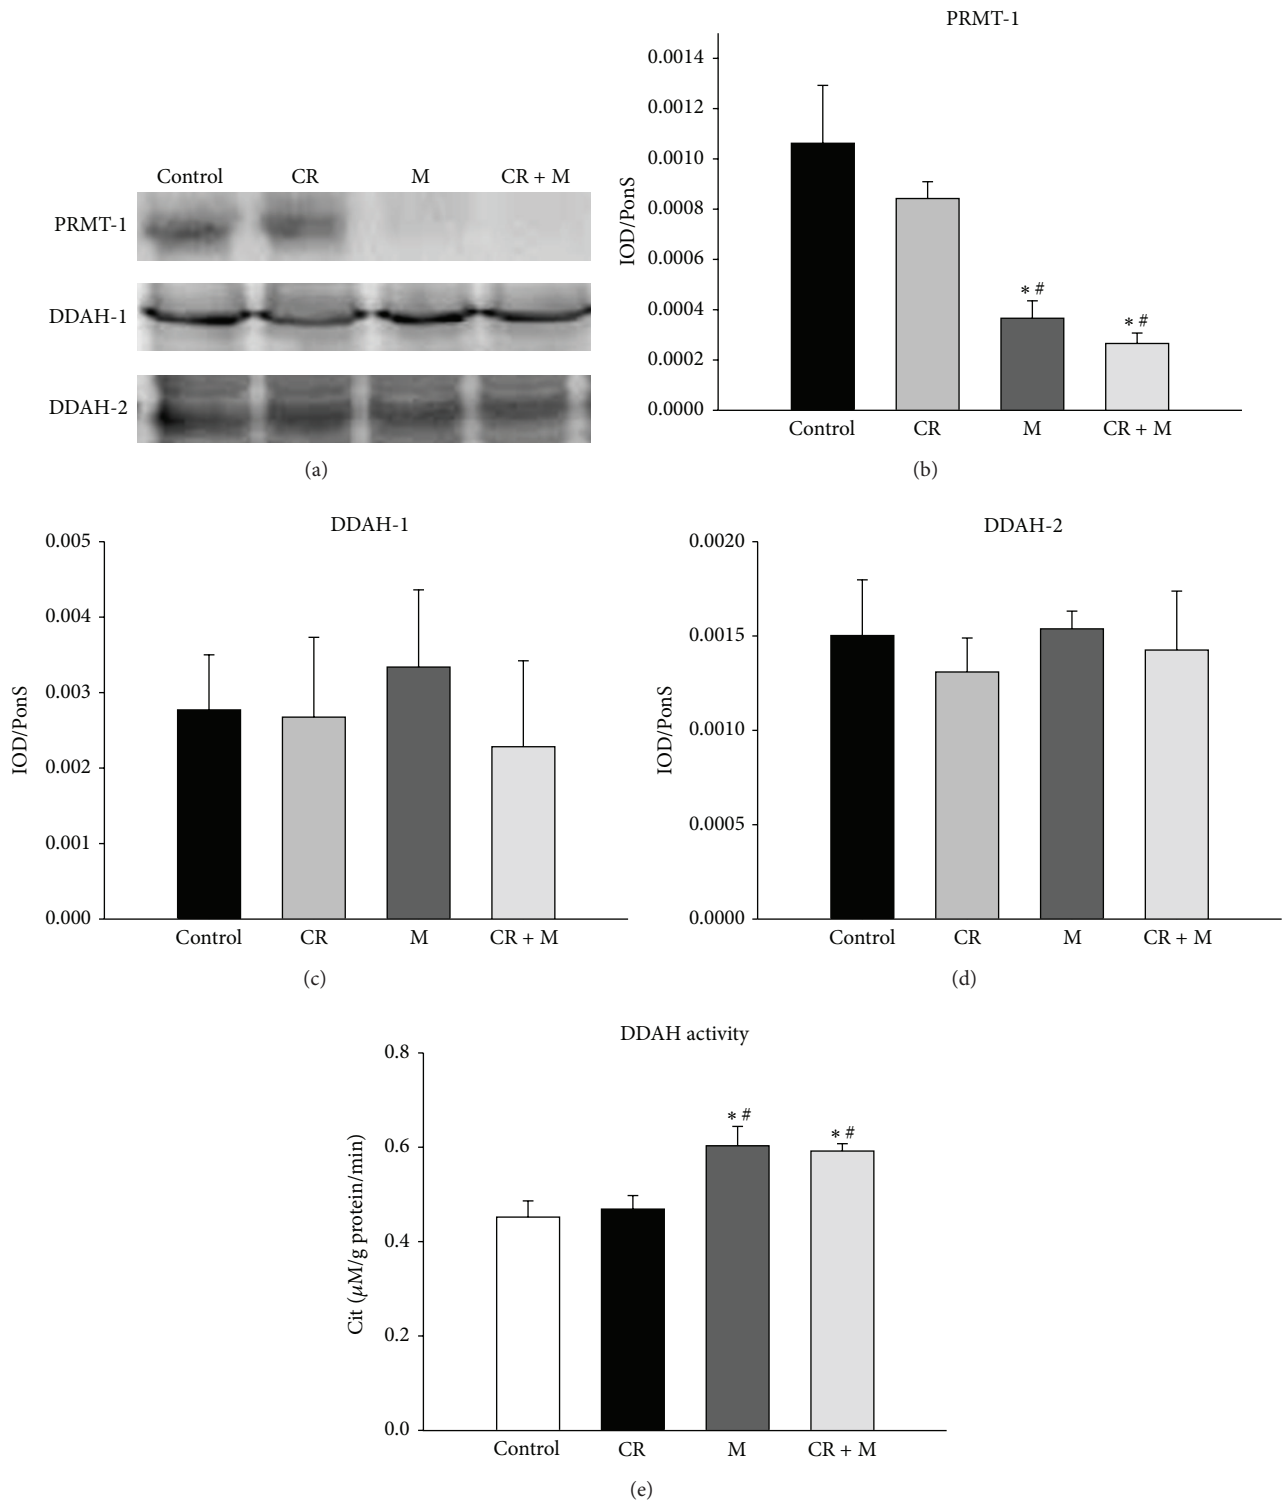 Control CR M CR + M
PRMT-1
DDAH-1
DDAH-2
(a)
PRMT-1
0.0014
0.0012
0.0010
0.0008
0.0006
0.0004
0.0002
0.0000
IOD/PonS
* #
* #
Control CR M CR + M
(b)
DDAH-1
0.005
0.004
0.003
0.002
0.001
0.000
IOD/PonS
Control CR M CR + M
(c)
DDAH-2
0.0020
0.0015
0.0010
0.0005
0.0000
IOD/PonS
Control CR M CR + M
(d)
DDAH activity
0.8
0.6
0.4
0.2
0.0
Cit (μM/g protein/min)
* #
* #
Control CR M CR + M
(e)